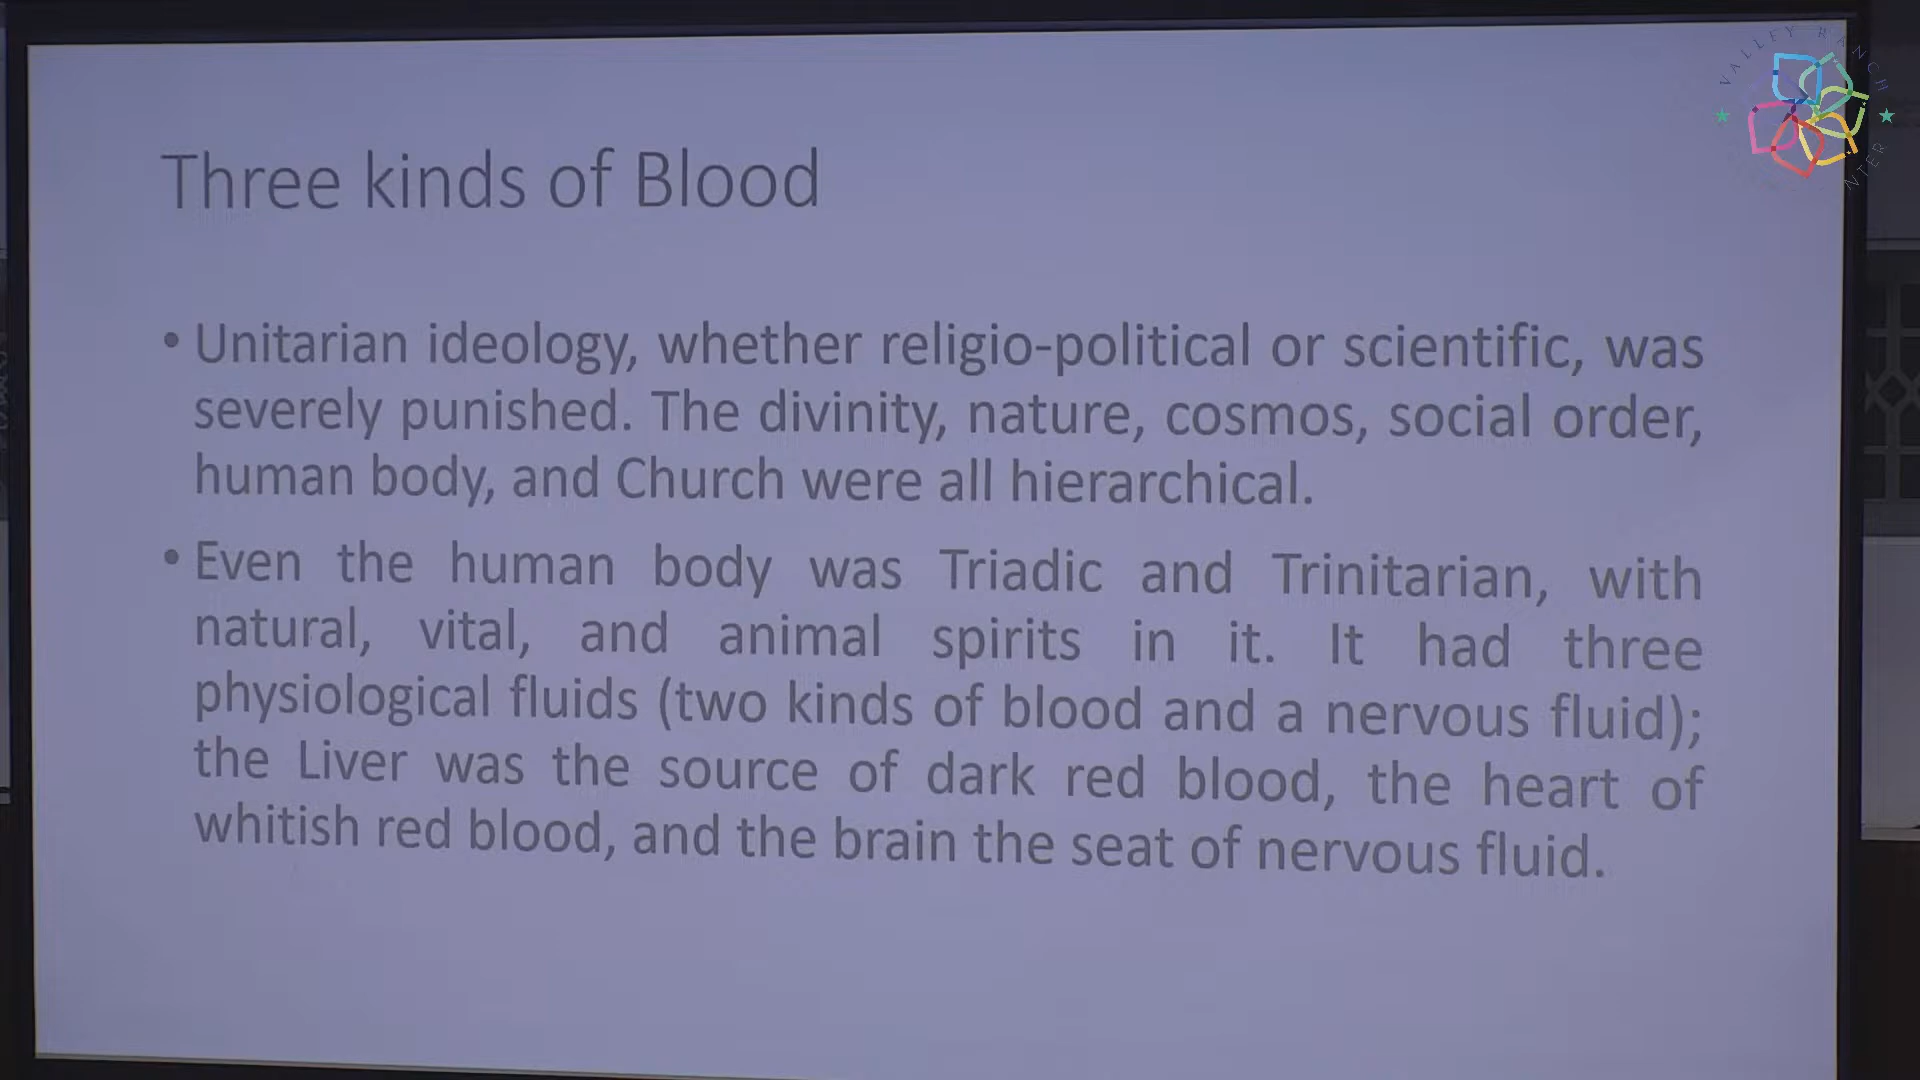 VALLEY RANCH
NTER
Three kinds of Blood
• Unitarian ideology, whether religio-political or scientific, was
severely punished. The divinity, nature, cosmos, social order,
human body, and Church were all hierarchical.
• Even the human body was Triadic and Trinitarian, with
natural, vital, and animal spirits in it. It had three
physiological fluids (two kinds of blood and a nervous fluid);
the Liver was the source of dark red blood, the heart of
whitish red blood, and the brain the seat of nervous fluid.